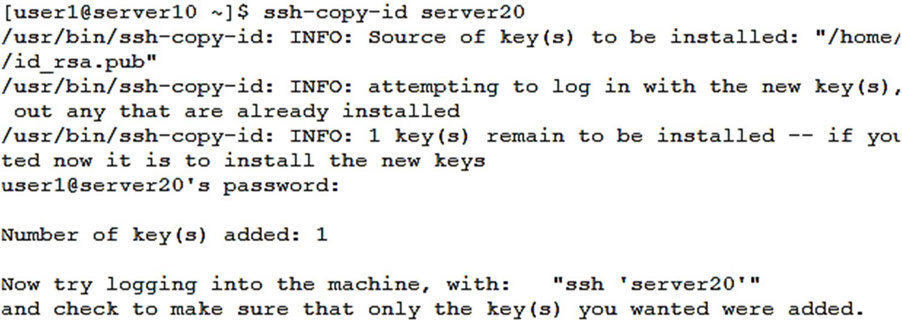 [user1@server10 ~]$ ssh-copy-id server20
/usr/bin/ssh-copy-id: INFO: Source of key(s) to be installed: "/home/
/id_rsa.pub"
/usr/bin/ssh-copy-id: INFO: attempting to log in with the new key(s),
 out any that are already installed
/usr/bin/ssh-copy-id: INFO: 1 key(s) remain to be installed -- if you
ted now it is to install the new keys
user1@server20's password:

Number of key(s) added: 1

Now try logging into the machine, with:   "ssh 'server20'"
and check to make sure that only the key(s) you wanted were added.